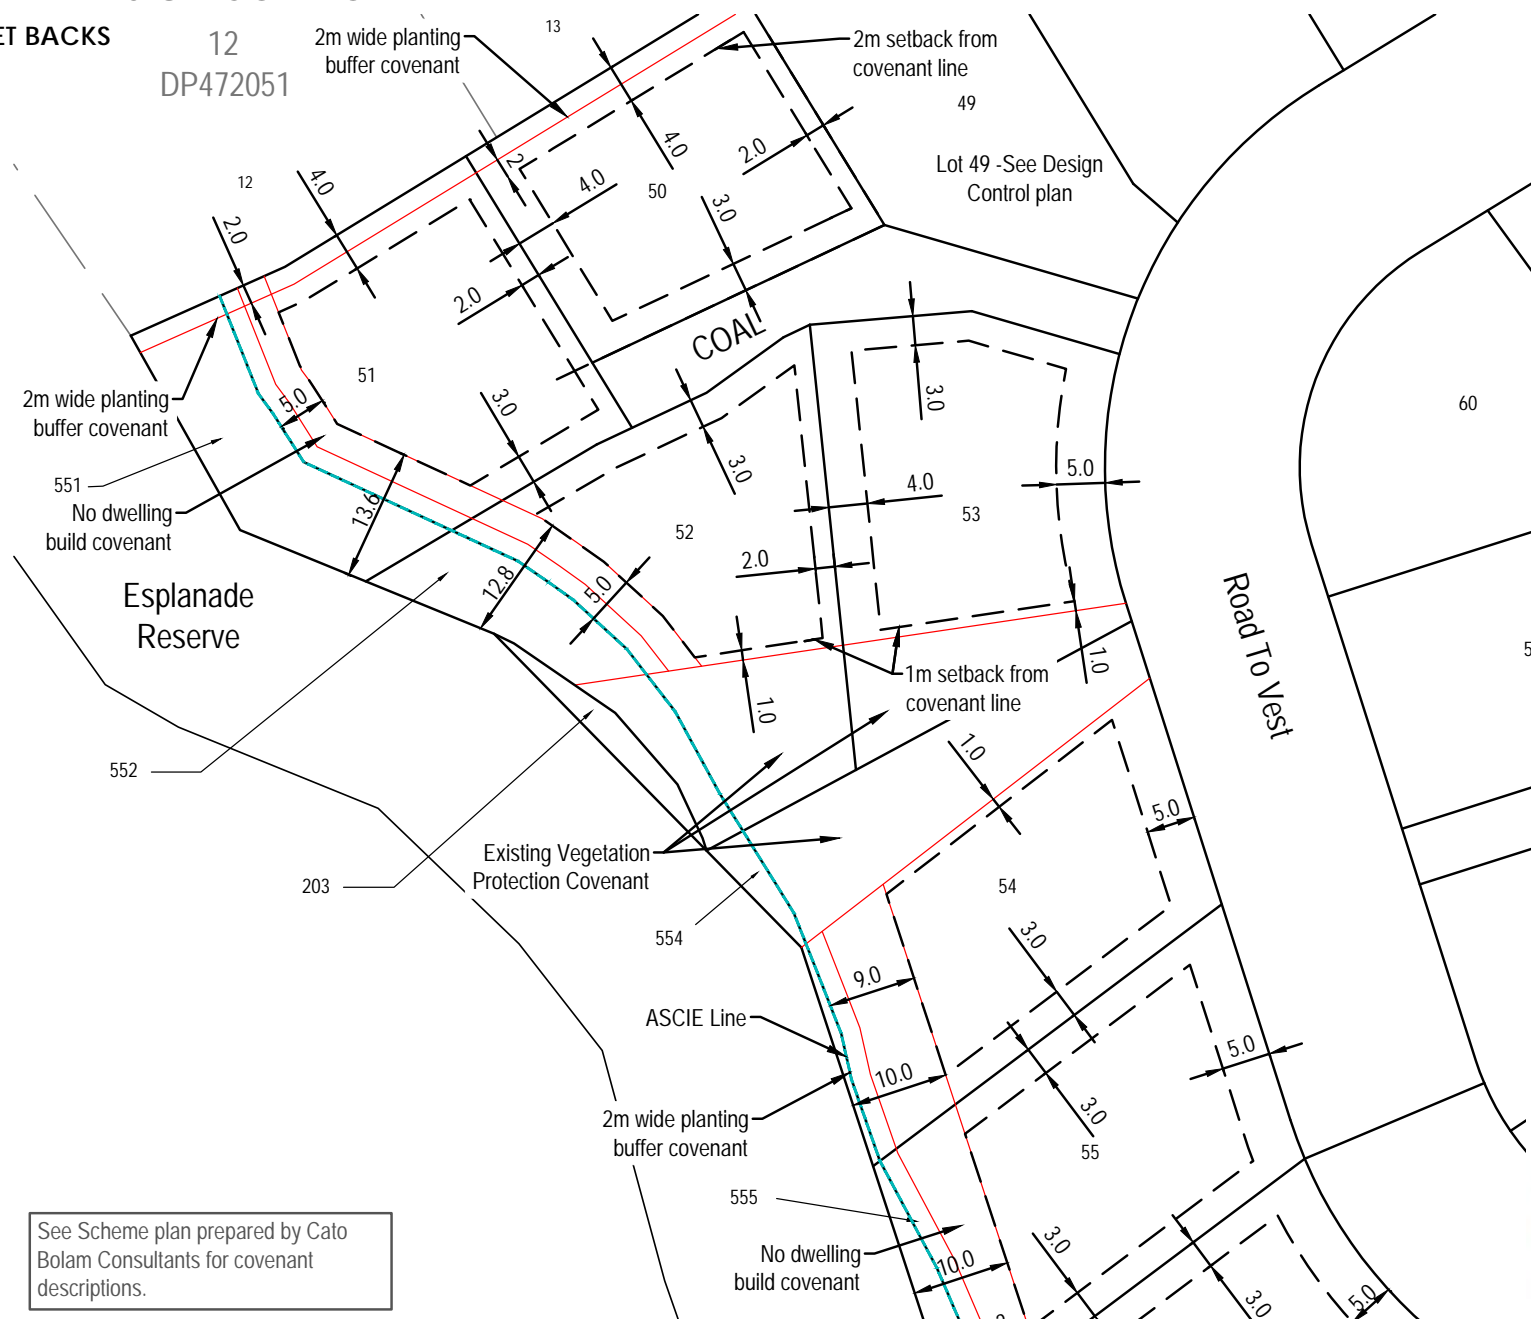 ET BACKS
12
DP472051
2m wide planting
buffer covenant
13
2m setback from
covenant line
49
Lot 49 -See Design
Control plan
12
4.0
2.0
2
4.0
4.0
2.0
50
3.0
2.0
COAL
51
5.0
3.0
2m wide planting
buffer covenant
551
No dwelling
build covenant
13.6
3.0
3.0
4.0
5.0
53
60
52
2.0
12.8
5.0
Esplanade
Reserve
Road To Vest
5
1.0
1.0
1m setback from
covenant line
552
203
1.0
5.0
Existing Vegetation
Protection Covenant
54
554
3.0
9.0
ASCIE Line
10.0
5.0
2m wide planting
buffer covenant
3.0
55
555
No dwelling
build covenant
10.0
3.0
3.0
5.0
See Scheme plan prepared by Cato
Bolam Consultants for covenant
descriptions.